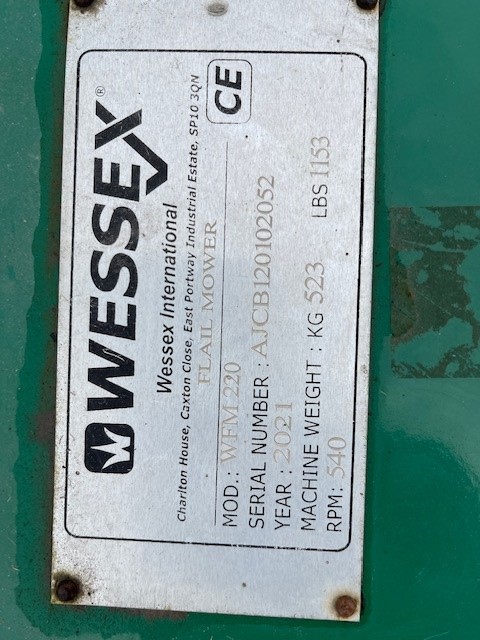 WESSEX®
Wessex International
Charlton House, Caxton Close, East Portway Industrial Estate, SP10 3QN
FLAIL MOWER
CE
MOD.: WFM 220
SERIAL NUMBER : AJCB120102052
YEAR : 2021
MACHINE WEIGHT : KG 523 LBS 1153
RPM: 540